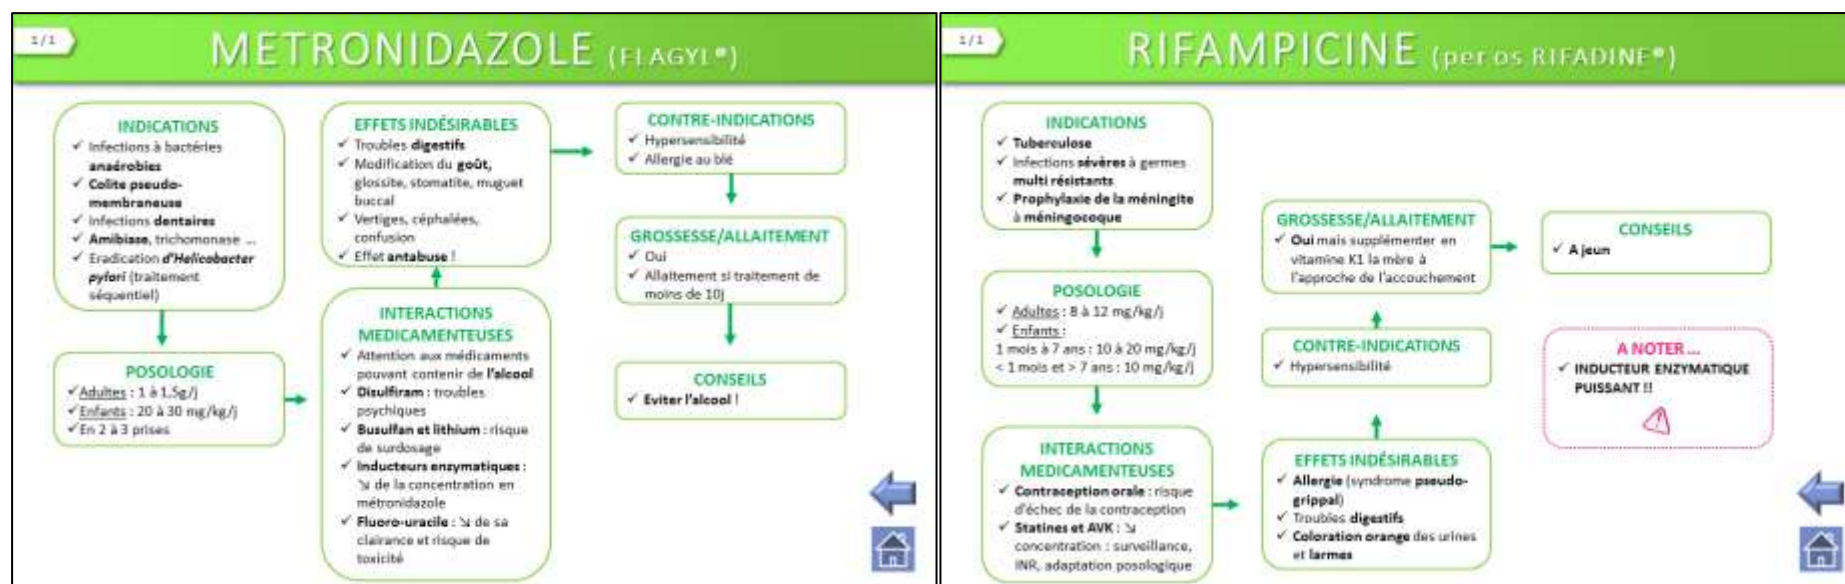 1/1
METRONIDAZOLE (FLAGYL®)
INDICATIONS
✓ Infections à bactéries
anaérobies
✓ Colite pseudo-
membraneuse
✓ Infections dentaires
✓ Amibiase, trichomonase ...
✓ Eradication d'Helicobacter
pylori (traitement
séquentiel)
POSOLOGIE
✓ Adultes : 1 à 1,5g/j
✓ Enfants : 20 à 30 mg/kg/j
✓ En 2 à 3 prises
INTERACTIONS
MEDICAMENTEUSES
✓ Attention aux médicaments
pouvant contenir de l'alcool
✓ Disulfiram : troubles
psychiques
✓ Busulfan et lithium : risque
de surdosage
✓ Inducteurs enzymatiques :
↘ de la concentration en
métronidazole
✓ Fluoro-uracile : ↘ de sa
clairance et risque de
toxicité
EFFETS INDÉSIRABLES
✓ Troubles digestifs
✓ Modification du goût,
glossite, stomatite, muguet
buccal
✓ Vertiges, céphalées,
confusion
✓ Effet antabuse !
CONTRE-INDICATIONS
✓ Hypersensibilité
✓ Allergie au blé
GROSSESSE/ALLAITEMENT
✓ Oui
✓ Allaitement si traitement de
moins de 10j
CONSEILS
✓ Eviter l'alcool !
1/1
RIFAMPICINE (per os RIFADINE®)
INDICATIONS
✓ Tuberculose
✓ Infections sévères à germes
multi résistants
✓ Prophylaxie de la méningite
à méningocoque
POSOLOGIE
✓ Adultes : 8 à 12 mg/kg/j
✓ Enfants :
1 mois à 7 ans : 10 à 20 mg/kg/j
< 1 mois et > 7 ans : 10 mg/kg/j
INTERACTIONS
MEDICAMENTEUSES
✓ Contraception orale : risque
d'échec de la contraception
✓ Statines et AVK : ↘
concentration : surveillance,
INR, adaptation posologique
EFFETS INDÉSIRABLES
✓ Allergie (syndrome pseudo-
grippal)
✓ Troubles digestifs
✓ Coloration orange des urines
et larmes
CONTRE-INDICATIONS
✓ Hypersensibilité
GROSSESSE/ALLAITEMENT
✓ Oui mais supplémenter en
vitamine K1 la mère à
l'approche de l'accouchement
CONSEILS
✓ A jeun
A NOTER ...
✓ INDUCTEUR ENZYMATIQUE
PUISSANT !!